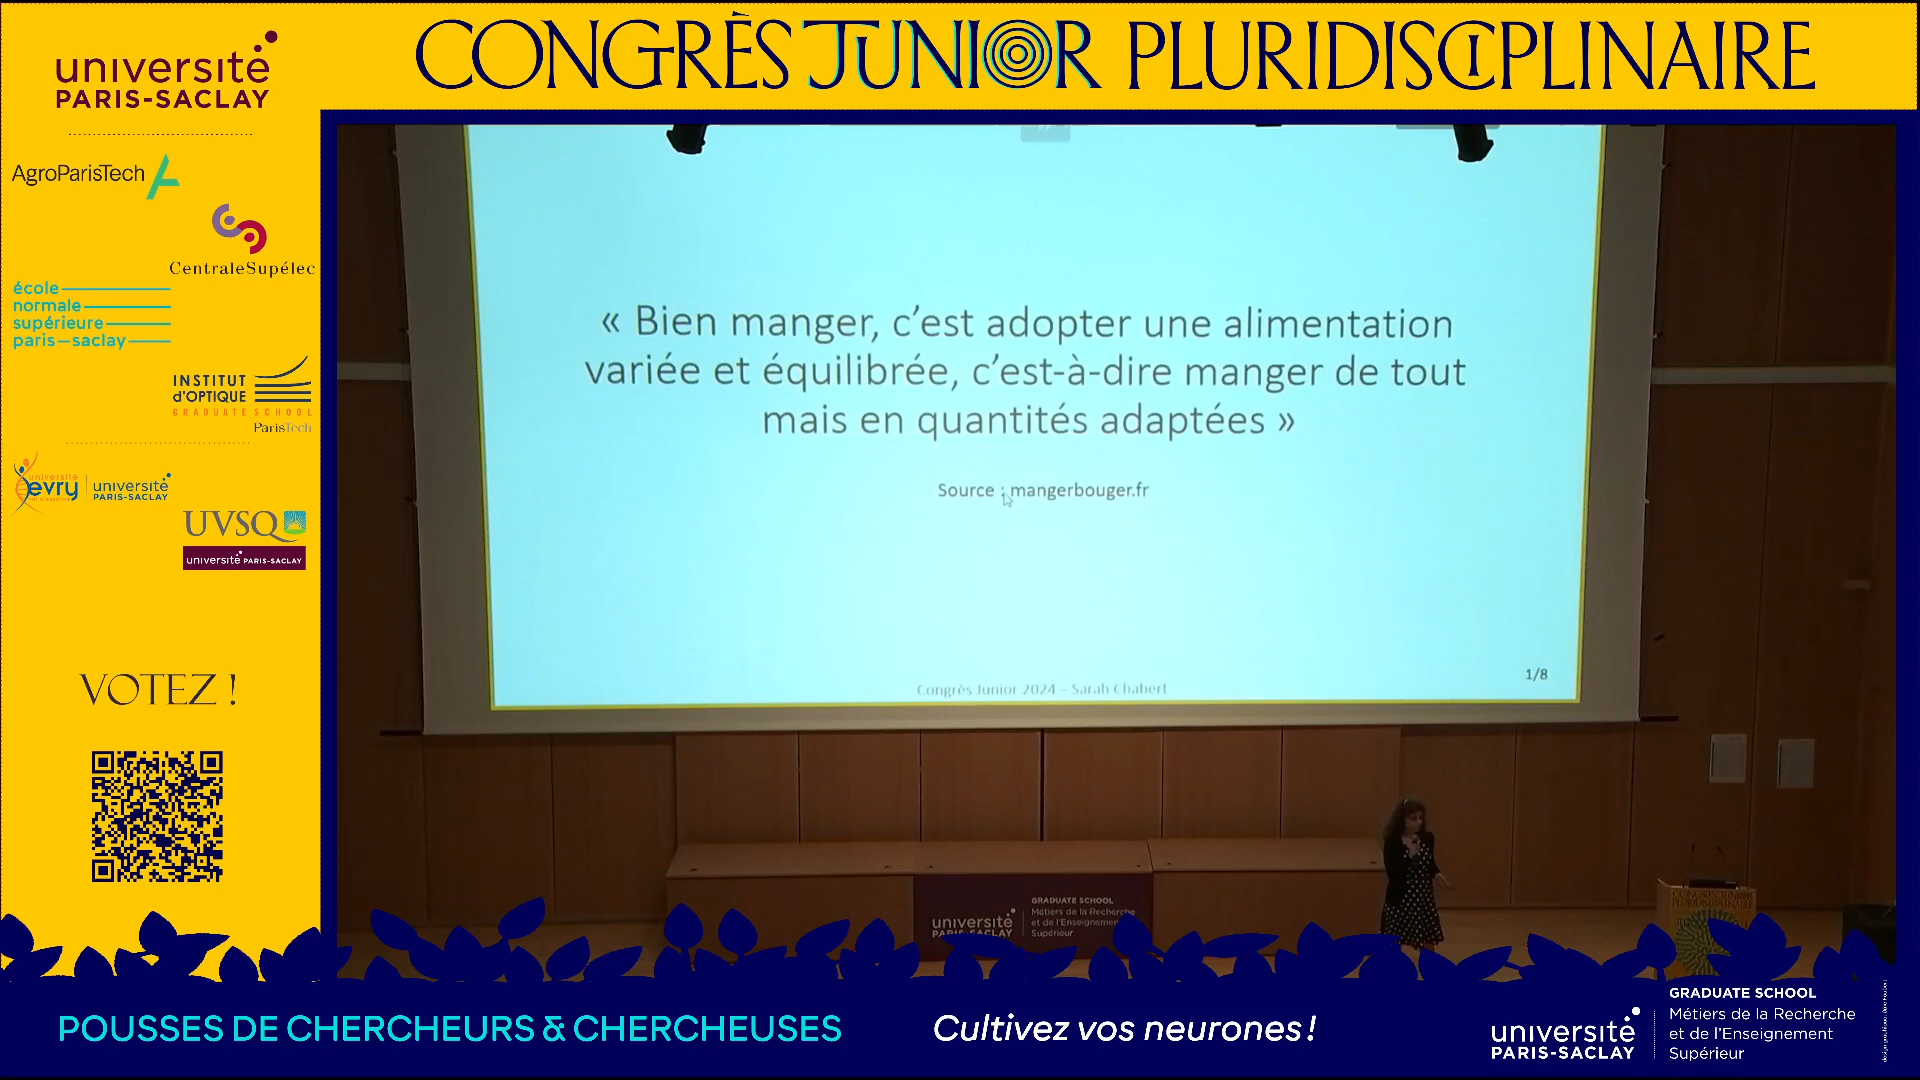 CONGRÈS JUNIOR PLURIDISCIPLINAIRE
université
PARIS-SACLAY
AgroParisTech
CentraleSupélec
école
normale
supérieure
paris-saclay
INSTITUT
d'OPTIQUE
GRADUATE SCHOOL
ParisTech
université
evry
université
PARIS-SACLAY
UVSQ
université PARIS-SACLAY
VOTEZ !
« Bien manger, c'est adopter une alimentation
variée et équilibrée, c'est-à-dire manger de tout
mais en quantités adaptées »
Source : mangerbouger.fr
1/8
Congrès Junior 2024 – Sarah Chabert
université
PARIS-SACLAY
GRADUATE SCHOOL
Métiers de la Recherche
et de l'Enseignement
Supérieur
CONGRÈS JUNIOR
PLURIDISCIPLINAIRE
POUSSES DE CHERCHEURS & CHERCHEUSES
Cultivez vos neurones !
université
PARIS-SACLAY
GRADUATE SCHOOL
Métiers de la Recherche
et de l'Enseignement
Supérieur